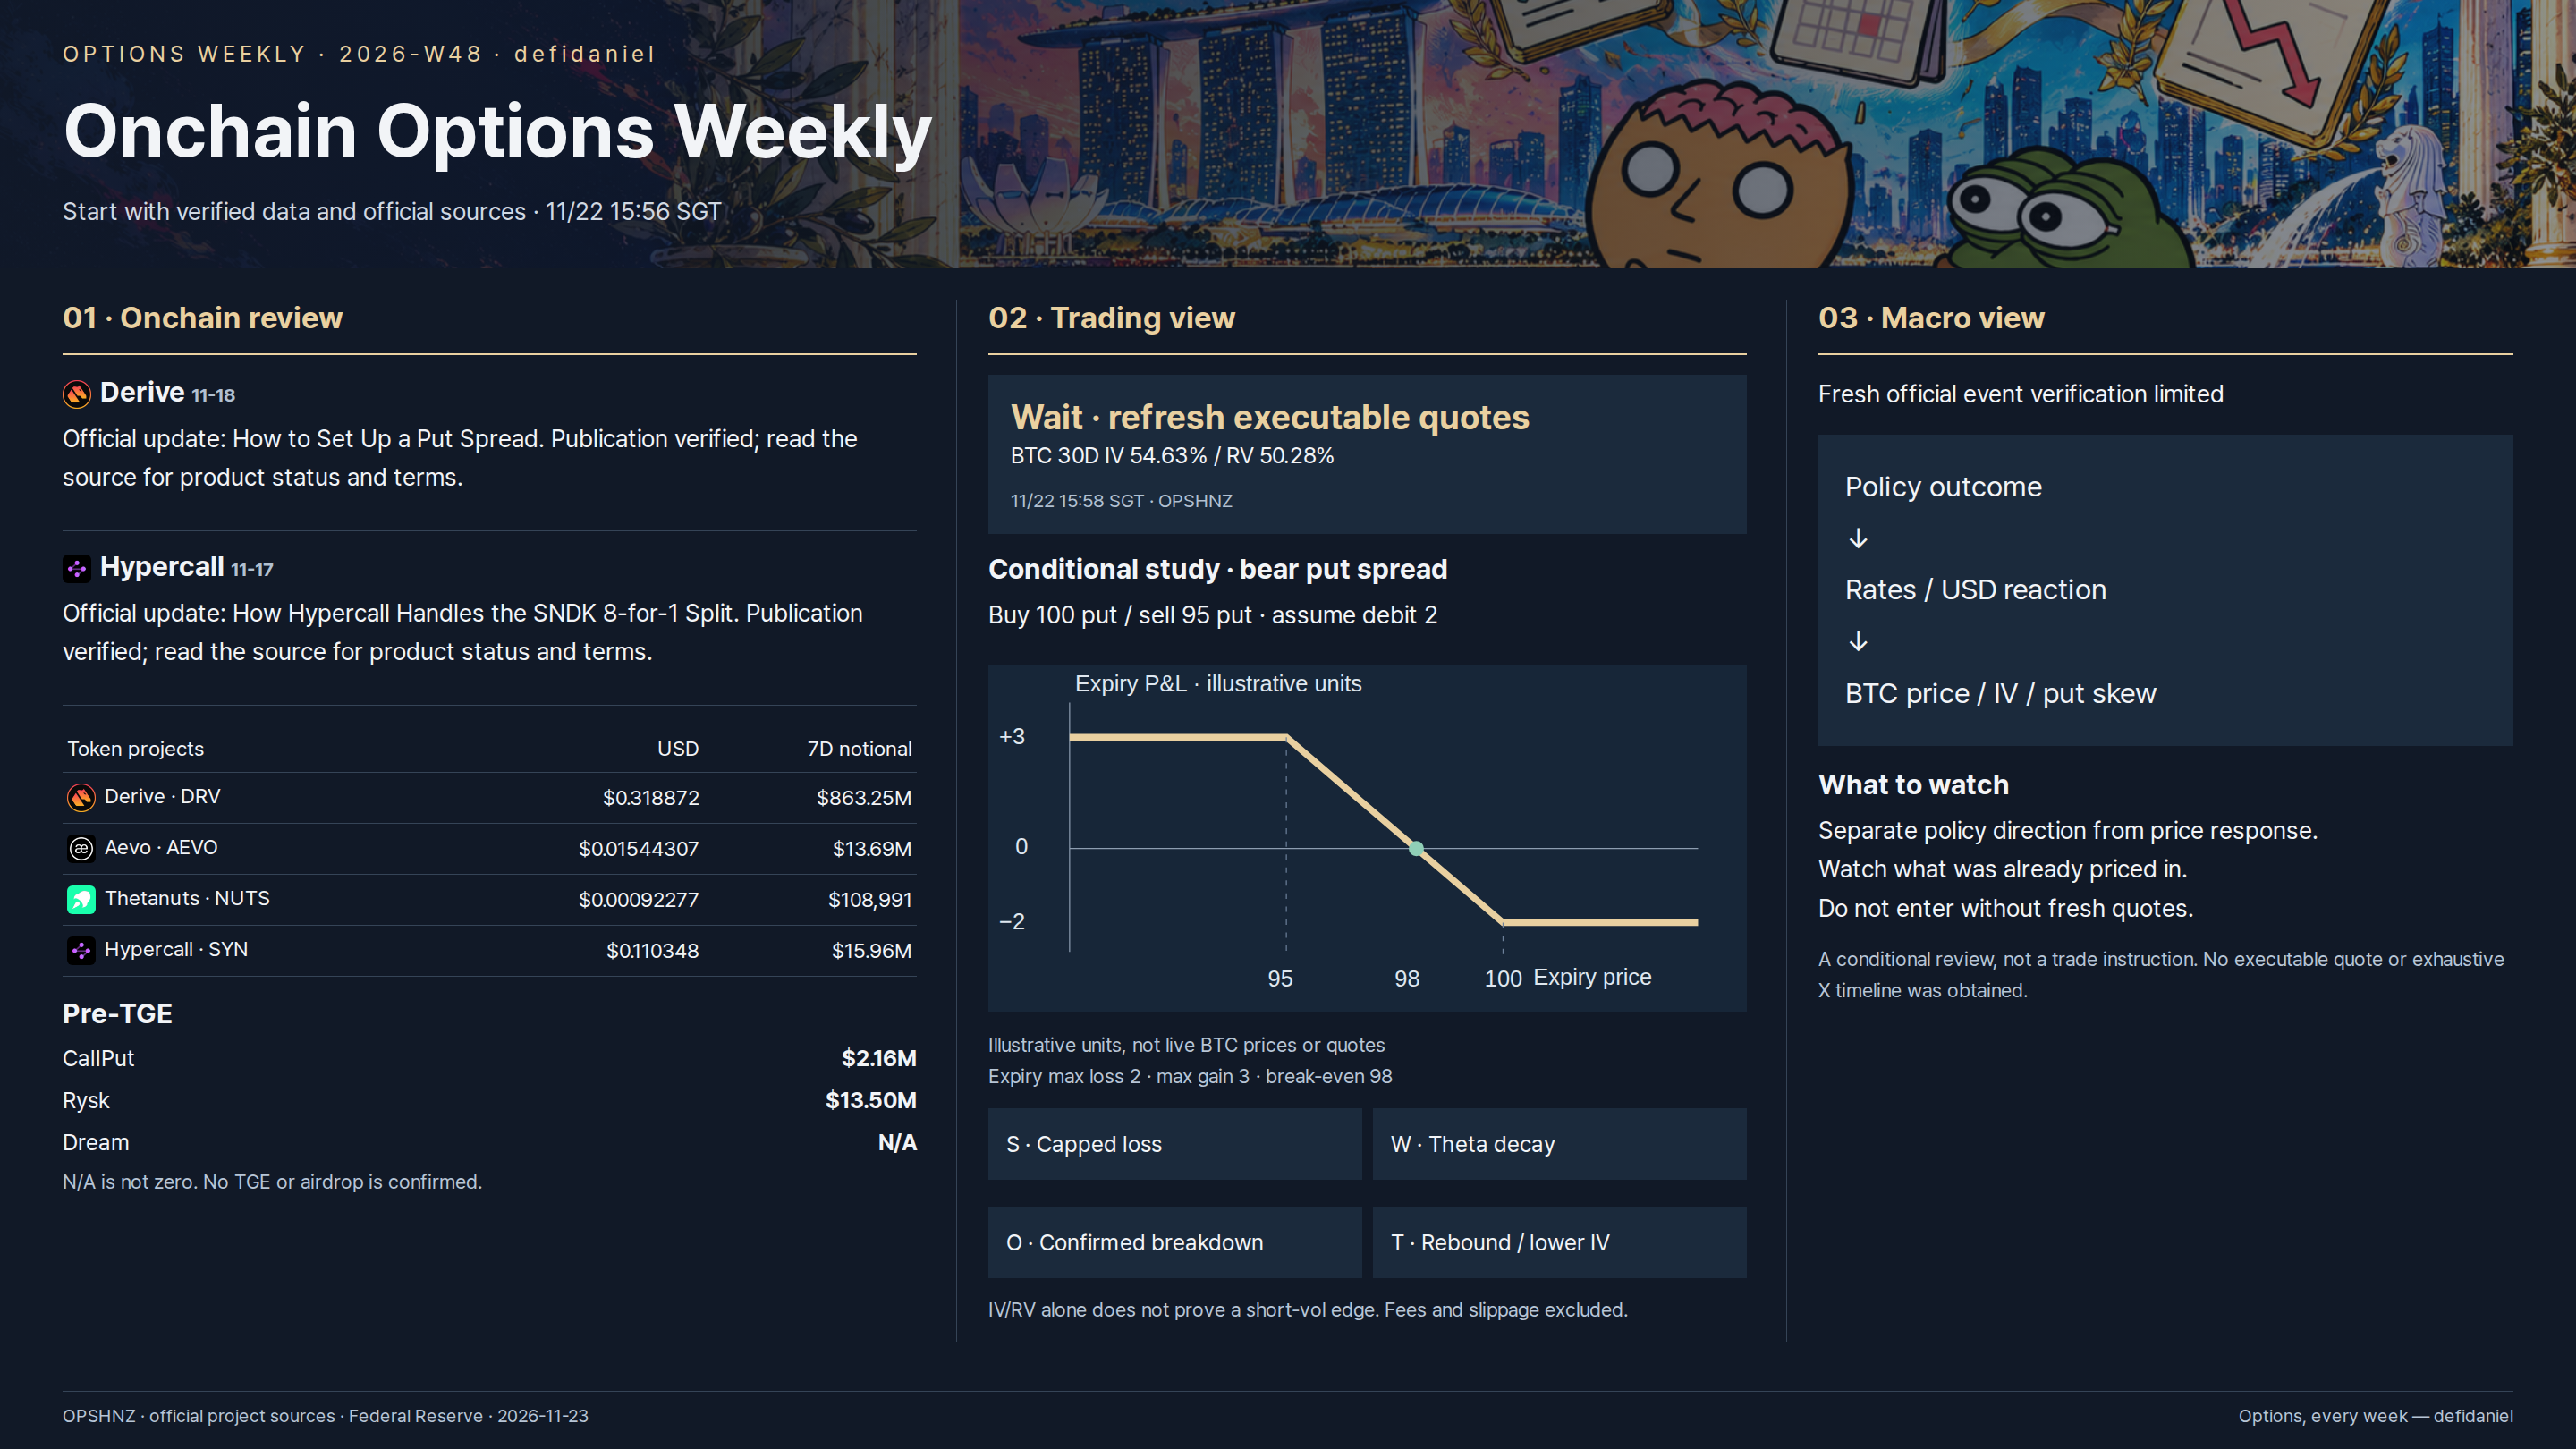 OPTIONS WEEKLY · 2026-W48 · defidaniel
Onchain Options Weekly
Start with verified data and official sources · 11/22 15:56 SGT
01 · Onchain review
Derive 11-18
Official update: How to Set Up a Put Spread. Publication verified; read the
source for product status and terms.
Hypercall 11-17
Official update: How Hypercall Handles the SNDK 8-for-1 Split. Publication
verified; read the source for product status and terms.
Token projects USD 7D notional
Derive · DRV $0.318872 $863.25M
æ Aevo · AEVO $0.01544307 $13.69M
Thetanuts · NUTS $0.00092277 $108,991
Hypercall · SYN $0.110348 $15.96M
Pre-TGE
CallPut $2.16M
Rysk $13.50M
Dream N/A
N/A is not zero. No TGE or airdrop is confirmed.
02 · Trading view
Wait · refresh executable quotes
BTC 30D IV 54.63% / RV 50.28%
11/22 15:58 SGT · OPSHNZ
Conditional study · bear put spread
Buy 100 put / sell 95 put · assume debit 2
Expiry P&L · illustrative units
+3
0
−2
95 98 100 Expiry price
Illustrative units, not live BTC prices or quotes
Expiry max loss 2 · max gain 3 · break-even 98
S · Capped loss W · Theta decay
O · Confirmed breakdown T · Rebound / lower IV
IV/RV alone does not prove a short-vol edge. Fees and slippage excluded.
03 · Macro view
Fresh official event verification limited
Policy outcome
↓
Rates / USD reaction
↓
BTC price / IV / put skew
What to watch
Separate policy direction from price response.
Watch what was already priced in.
Do not enter without fresh quotes.
A conditional review, not a trade instruction. No executable quote or exhaustive
X timeline was obtained.
OPSHNZ · official project sources · Federal Reserve · 2026-11-23
Options, every week — defidaniel